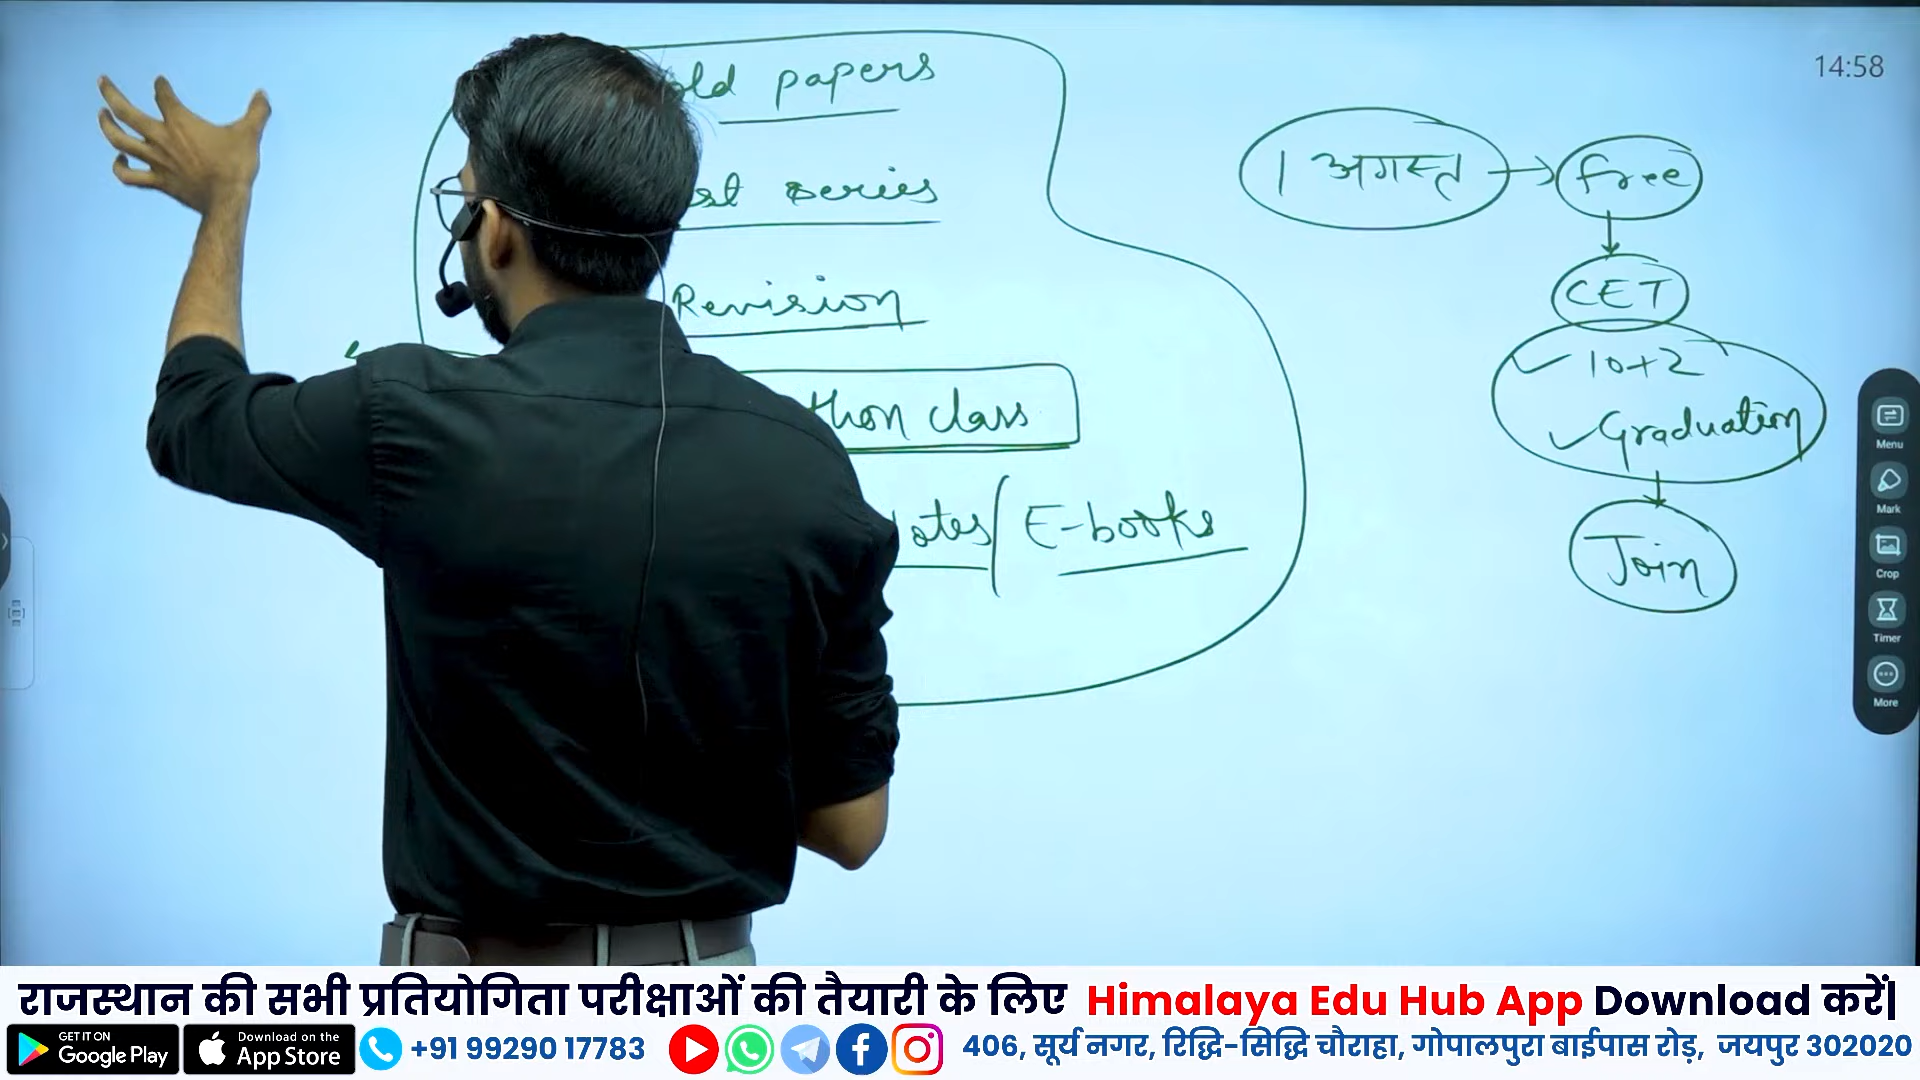 old papers
14:58
1 अगस्त → free
series
CET
Revision
10+2
class
Graduation
/ E-books
Join
Menu
Mark
Crop
Timer
More
राजस्थान की सभी प्रतियोगिता परीक्षाओं की तैयारी के लिए Himalaya Edu Hub App Download करें|
GET IT ON
Google Play
Download on the
App Store
+91 99290 17783
406, सूर्य नगर, रिद्धि-सिद्धि चौराहा, गोपालपुरा बाईपास रोड़, जयपुर 302020